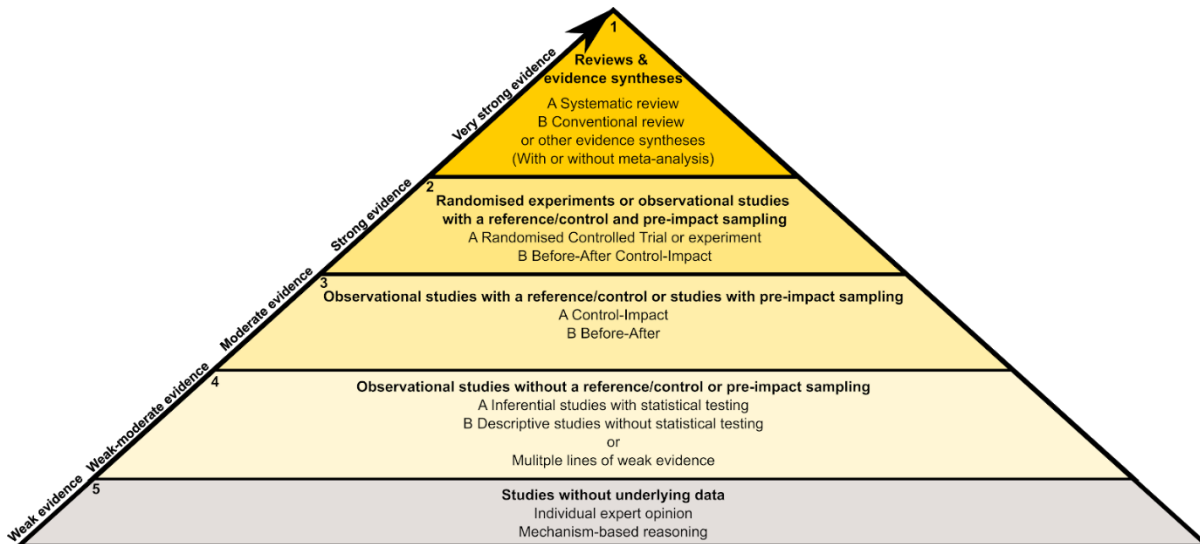 1
Reviews &
evidence syntheses
A Systematic review
B Conventional review
or other evidence syntheses
(With or without meta-analysis)
Very strong evidence
2
Randomised experiments or observational studies
with a reference/control and pre-impact sampling
A Randomised Controlled Trial or experiment
B Before-After Control-Impact
Strong evidence
3
Observational studies with a reference/control or studies with pre-impact sampling
A Control-Impact
B Before-After
Moderate evidence
4
Observational studies without a reference/control or pre-impact sampling
A Inferential studies with statistical testing
B Descriptive studies without statistical testing
or
Mulitple lines of weak evidence
Weak-moderate evidence
5
Studies without underlying data
Individual expert opinion
Mechanism-based reasoning
Weak evidence